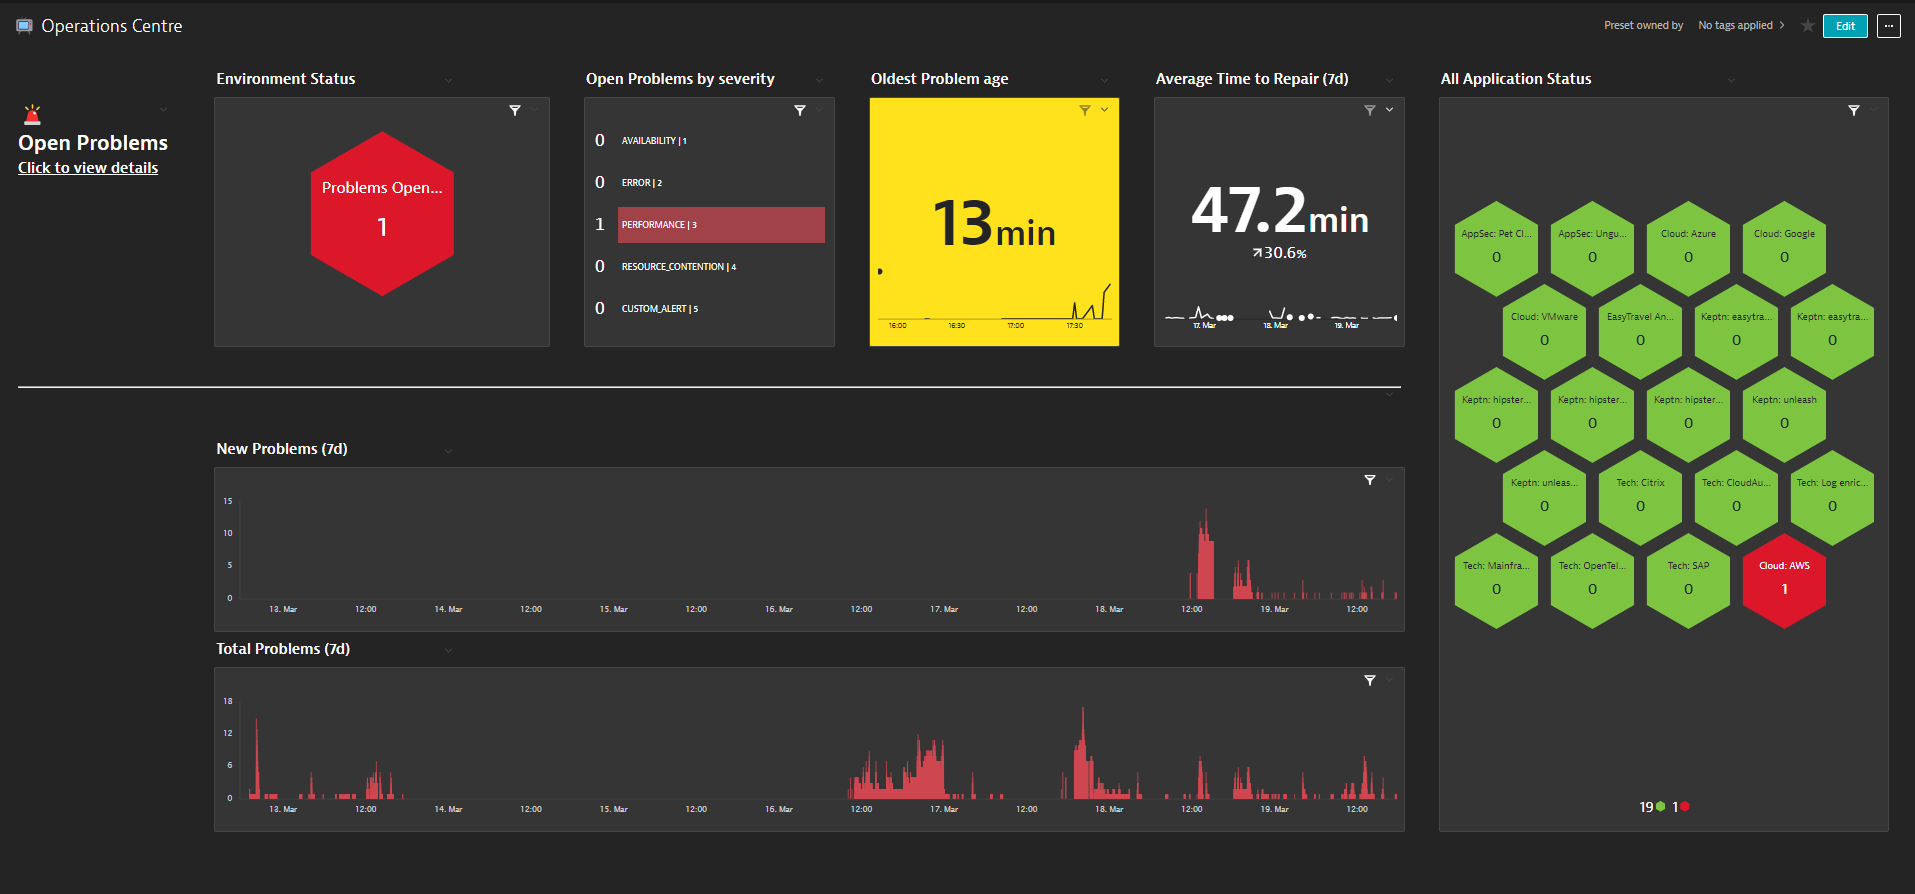 Operations Centre
Preset owned by
No tags applied
Edit
Open Problems
Click to view details
Environment Status
Problems Open...
1
Open Problems by severity
0 AVAILABILITY | 1
0 ERROR | 2
1 PERFORMANCE | 3
0 RESOURCE_CONTENTION | 4
0 CUSTOM_ALERT | 5
Oldest Problem age
13min
16:00 16:30 17:00 17:30
Average Time to Repair (7d)
47.2min
30.6%
17. Mar 18. Mar 19. Mar
All Application Status
AppSec: Pet Cl... AppSec: Ungu... Cloud: Azure Cloud: Google
0 0 0 0
Cloud: VMware EasyTravel An... Keptn: easytra... Keptn: easytra...
0 0 0 0
Keptn: hipster... Keptn: hipster... Keptn: hipster... Keptn: unleash
0 0 0 0
Keptn: unleas... Tech: Citrix Tech: CloudAu... Tech: Log enric...
0 0 0 0
Tech: Mainfra... Tech: OpenTel... Tech: SAP Cloud: AWS
0 0 0 1
19 1
New Problems (7d)
15
10
5
0
13. Mar 12:00 14. Mar 12:00 15. Mar 12:00 16. Mar 12:00 17. Mar 12:00 18. Mar 12:00 19. Mar 12:00
Total Problems (7d)
18
12
6
0
13. Mar 12:00 14. Mar 12:00 15. Mar 12:00 16. Mar 12:00 17. Mar 12:00 18. Mar 12:00 19. Mar 12:00